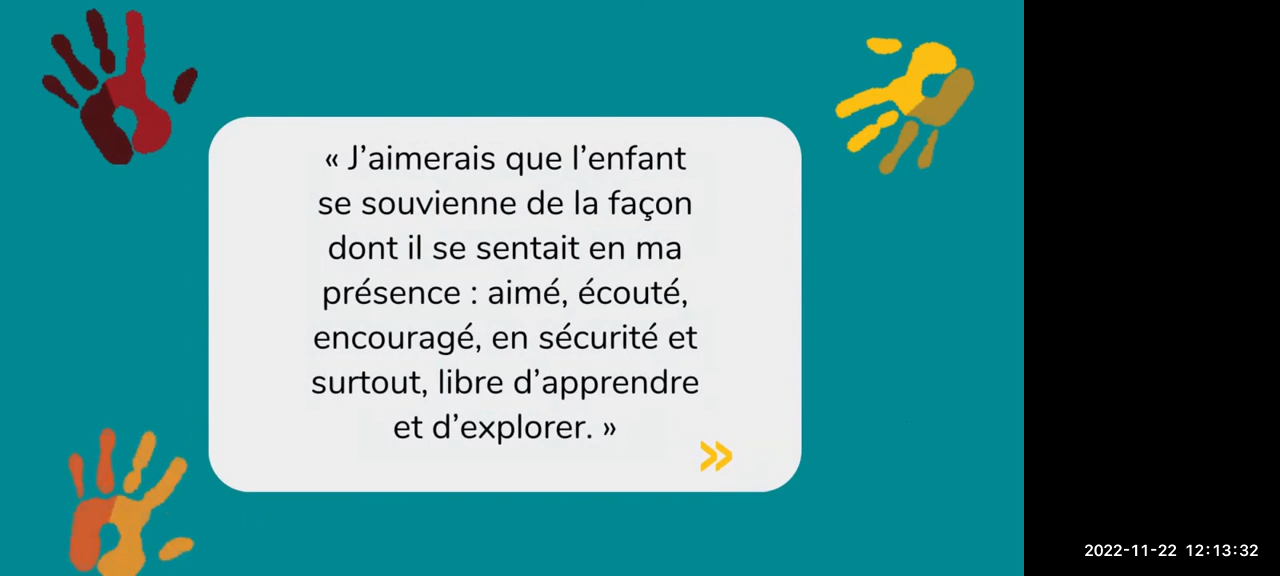 « J’aimerais que l’enfant
se souvienne de la façon
dont il se sentait en ma
présence : aimé, écouté,
encouragé, en sécurité et
surtout, libre d’apprendre
et d’explorer. »
»
2022-11-22 12:13:32